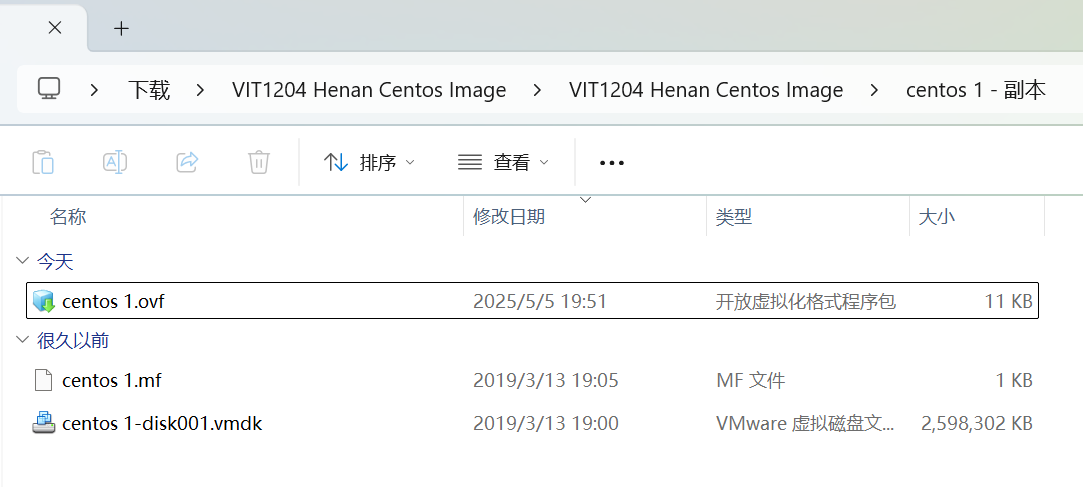 下载 VIT1204 Henan Centos Image VIT1204 Henan Centos Image centos 1 - 副本
排序 查看
名称 修改日期 类型 大小
今天
centos 1.ovf 2025/5/5 19:51 开放虚拟化格式程序包 11 KB
很久以前
centos 1.mf 2019/3/13 19:05 MF 文件 1 KB
centos 1-disk001.vmdk 2019/3/13 19:00 VMware 虚拟磁盘文... 2,598,302 KB